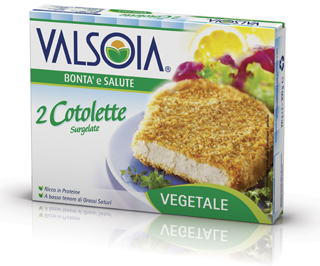 VALSOIA®
BONTA' e SALUTE
2 Cotolette
Surgelate
Ricco in Proteine
A basso tenore di Grassi Saturi
VEGETALE